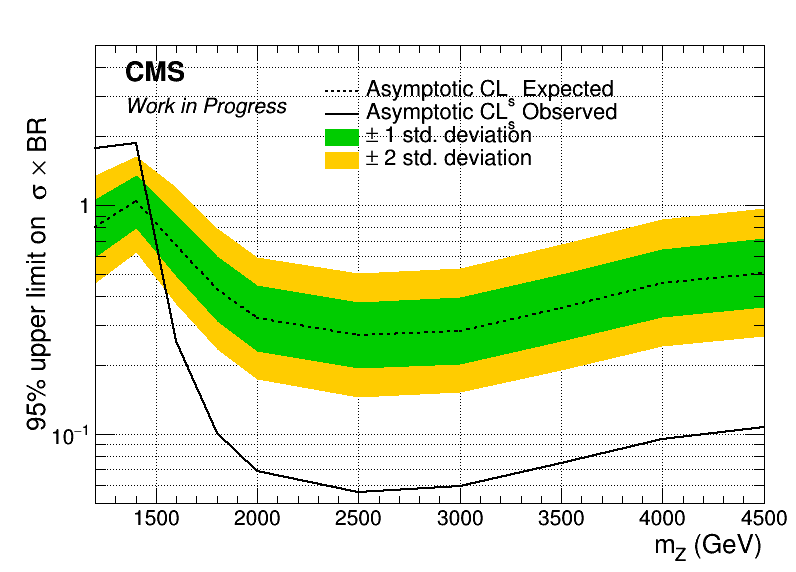 CMS
Work in Progress
Asymptotic CLs Expected
Asymptotic CLs Observed
± 1 std. deviation
± 2 std. deviation
95% upper limit on σ × BR
1
10⁻¹
1500 2000 2500 3000 3500 4000 4500
mZ (GeV)